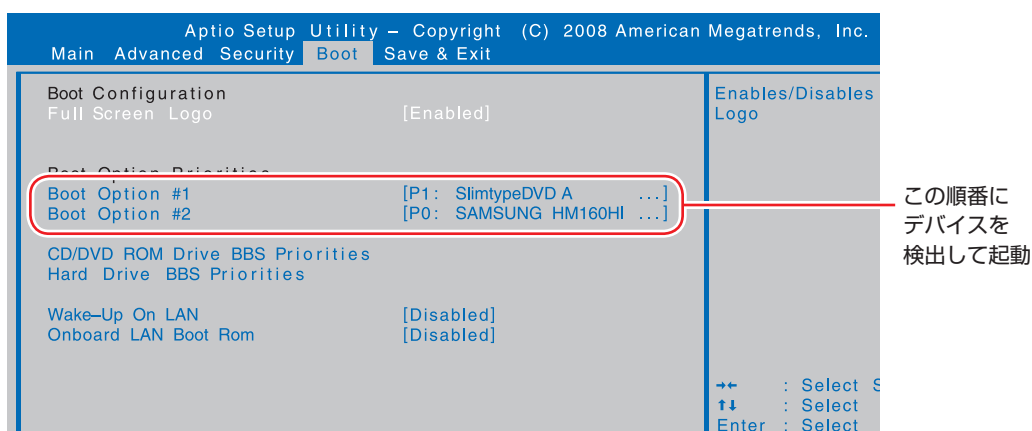 Aptio Setup Utility – Copyright (C) 2008 American Megatrends, Inc.
Main Advanced Security Boot Save & Exit
Boot Configuration
Full Screen Logo [Enabled]
Boot Option Priorities
Boot Option #1 [P1: SlimtypeDVD A ...]
Boot Option #2 [P0: SAMSUNG HM160HI ...]
CD/DVD ROM Drive BBS Priorities
Hard Drive BBS Priorities
Wake–Up On LAN [Disabled]
Onboard LAN Boot Rom [Disabled]
Enables/Disables
Logo
→← : Select S
↑↓ : Select
Enter : Select
この順番に
デバイスを
検出して起動